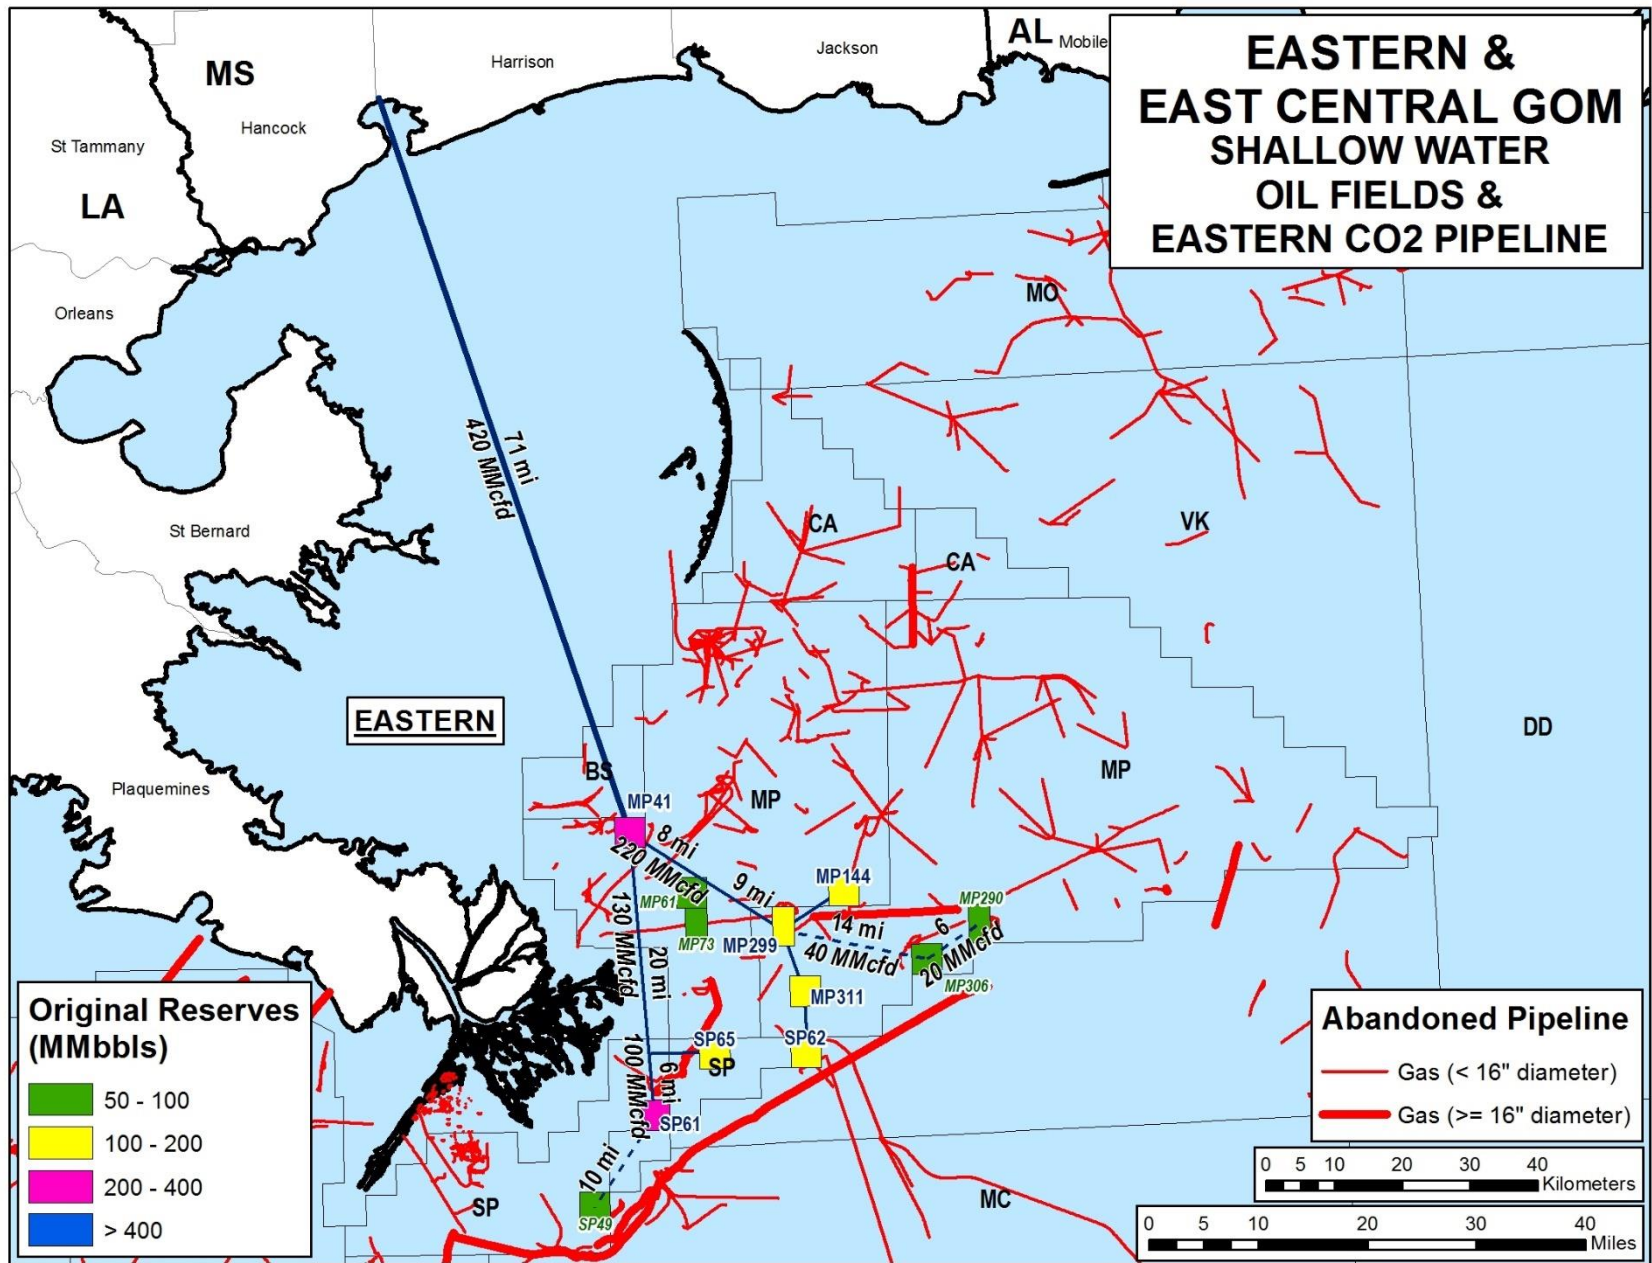 EASTERN &
EAST CENTRAL GOM
SHALLOW WATER
OIL FIELDS &
EASTERN CO2 PIPELINE
AL
Mobile
Jackson
Harrison
MS
Hancock
St Tammany
LA
Orleans
St Bernard
Plaquemines
EASTERN
71 mi
420 MMcfd
MO
CA
VK
CA
DD
BS
MP
MP
MP41
8 mi
220 MMcfd
9 mi
MP144
MP61
MP290
MP73
MP299
14 mi
40 MMcfd
6
20 MMcfd
MP306
130 MMcfd
20 mi
MP311
SP65
SP
SP62
100 MMcfd
6 mi
SP61
10 mi
SP49
SP
MC
Original Reserves
(MMbbls)
50 - 100
100 - 200
200 - 400
> 400
Abandoned Pipeline
Gas (< 16" diameter)
Gas (>= 16" diameter)
0 5 10 20 30 40
Kilometers
0 5 10 20 30 40
Miles